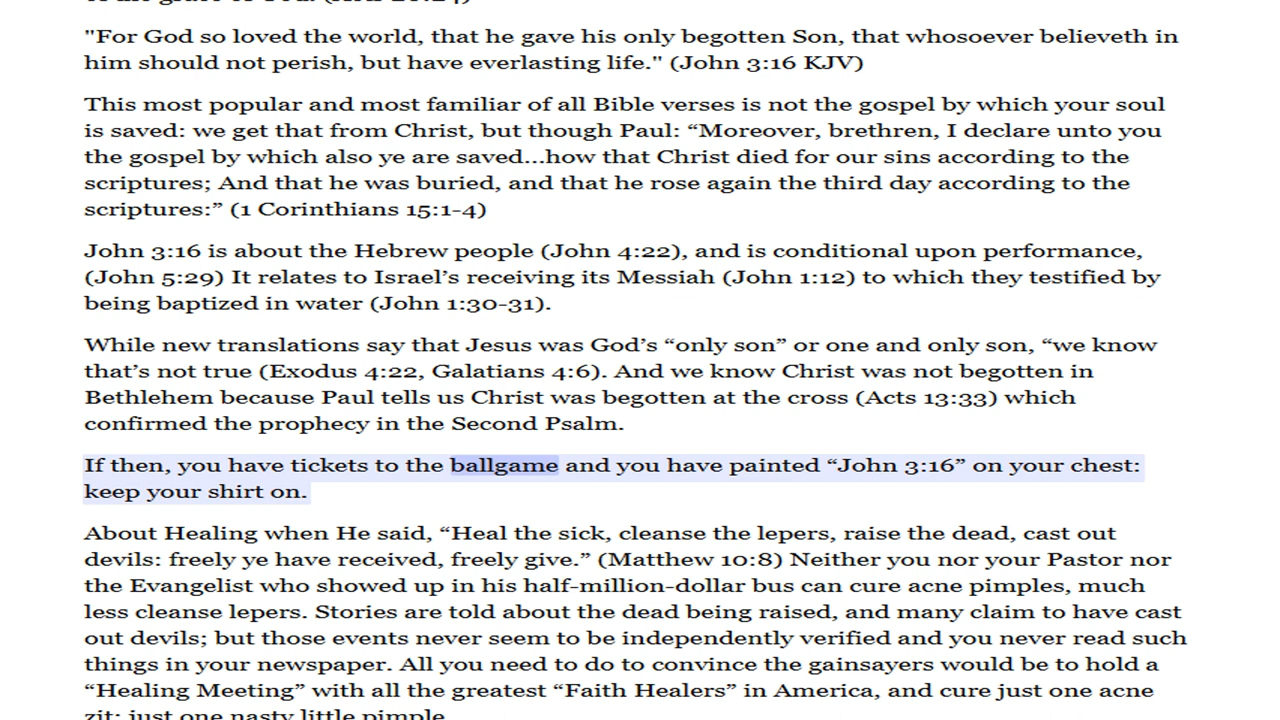 "For God so loved the world, that he gave his only begotten Son, that whosoever believeth in
him should not perish, but have everlasting life." (John 3:16 KJV)
This most popular and most familiar of all Bible verses is not the gospel by which your soul
is saved: we get that from Christ, but though Paul: “Moreover, brethren, I declare unto you
the gospel by which also ye are saved…how that Christ died for our sins according to the
scriptures; And that he was buried, and that he rose again the third day according to the
scriptures:” (1 Corinthians 15:1-4)
John 3:16 is about the Hebrew people (John 4:22), and is conditional upon performance,
(John 5:29) It relates to Israel’s receiving its Messiah (John 1:12) to which they testified by
being baptized in water (John 1:30-31).
While new translations say that Jesus was God’s “only son” or one and only son, “we know
that’s not true (Exodus 4:22, Galatians 4:6). And we know Christ was not begotten in
Bethlehem because Paul tells us Christ was begotten at the cross (Acts 13:33) which
confirmed the prophecy in the Second Psalm.
If then, you have tickets to the ballgame and you have painted “John 3:16” on your chest:
keep your shirt on.
About Healing when He said, “Heal the sick, cleanse the lepers, raise the dead, cast out
devils: freely ye have received, freely give.” (Matthew 10:8) Neither you nor your Pastor nor
the Evangelist who showed up in his half-million-dollar bus can cure acne pimples, much
less cleanse lepers. Stories are told about the dead being raised, and many claim to have cast
out devils; but those events never seem to be independently verified and you never read such
things in your newspaper. All you need to do to convince the gainsayers would be to hold a
“Healing Meeting” with all the greatest “Faith Healers” in America, and cure just one acne
zit: just one nasty little pimple